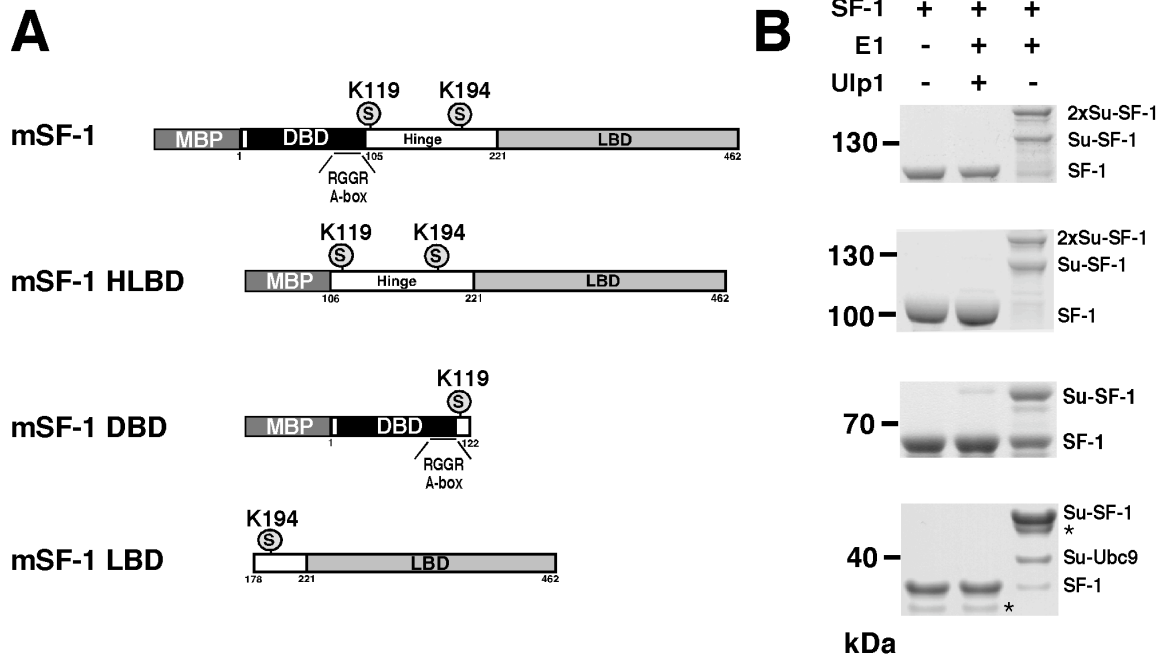 A
K119 K194
S S
mSF-1 MBP DBD Hinge LBD
1 105 221 462
RGGR
A-box
K119 K194
S S
mSF-1 HLBD MBP Hinge LBD
106 221 462
K119
S
mSF-1 DBD MBP DBD
1 122
RGGR
A-box
K194
S
mSF-1 LBD LBD
178 221 462
B
SF-1 + + +
E1 - + +
Ulp1 - + -
2xSu-SF-1
130 Su-SF-1
SF-1
2xSu-SF-1
130 Su-SF-1
100 SF-1
Su-SF-1
70
SF-1
Su-SF-1
*
40 Su-Ubc9
SF-1
*
kDa